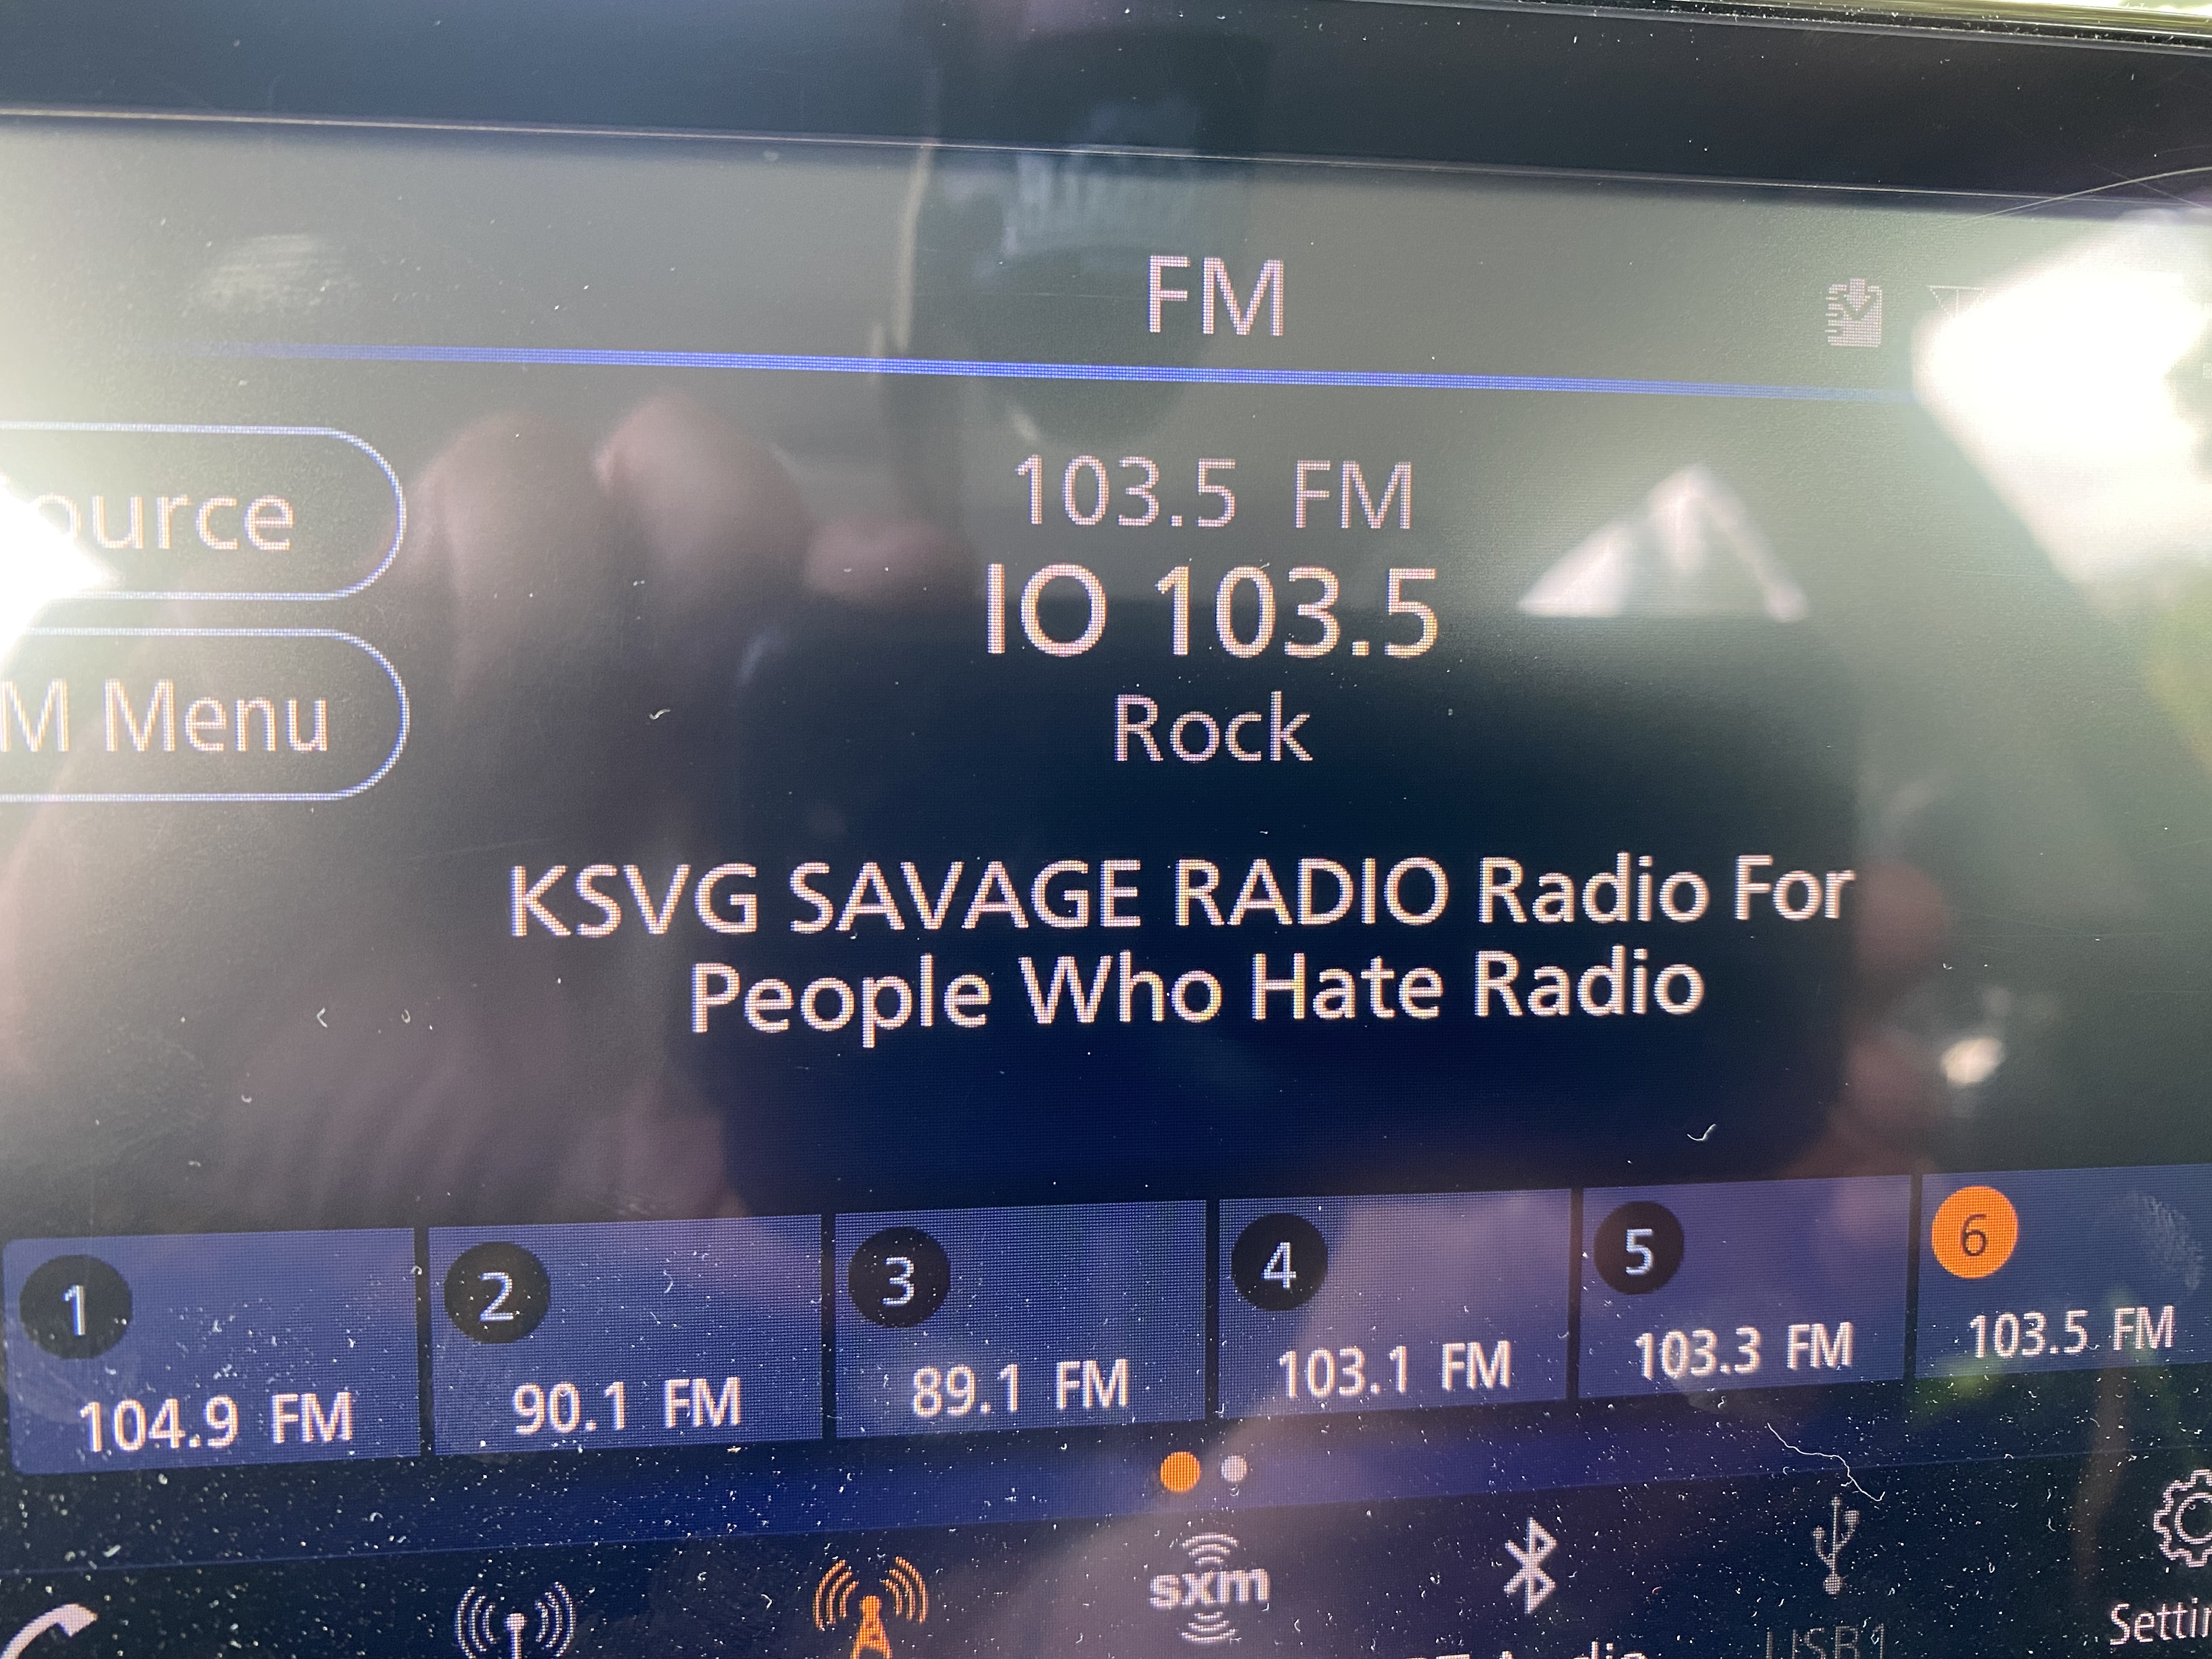 FM
ource
M Menu
103.5 FM
IO 103.5
Rock
KSVG SAVAGE RADIO Radio For
People Who Hate Radio
1
104.9 FM
2
90.1 FM
3
89.1 FM
4
103.1 FM
5
103.3 FM
6
103.5 FM
sxm
USB1
Settin